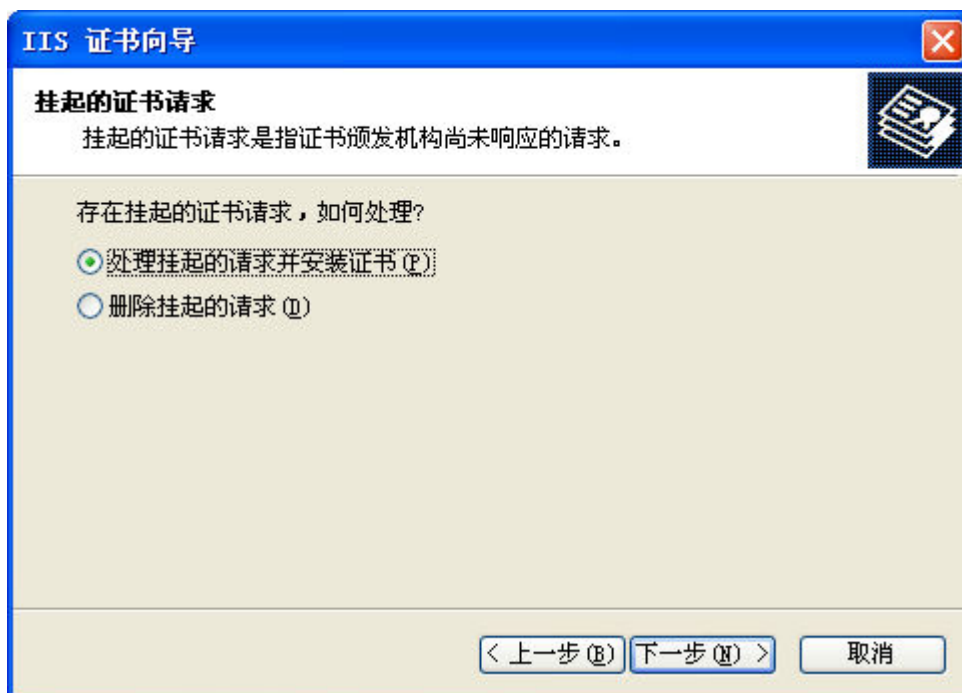 IIS 证书向导
挂起的证书请求
挂起的证书请求是指证书颁发机构尚未响应的请求。
存在挂起的证书请求，如何处理?
处理挂起的请求并安装证书(P)
删除挂起的请求(D)
< 上一步(B) 下一步(N) > 取消